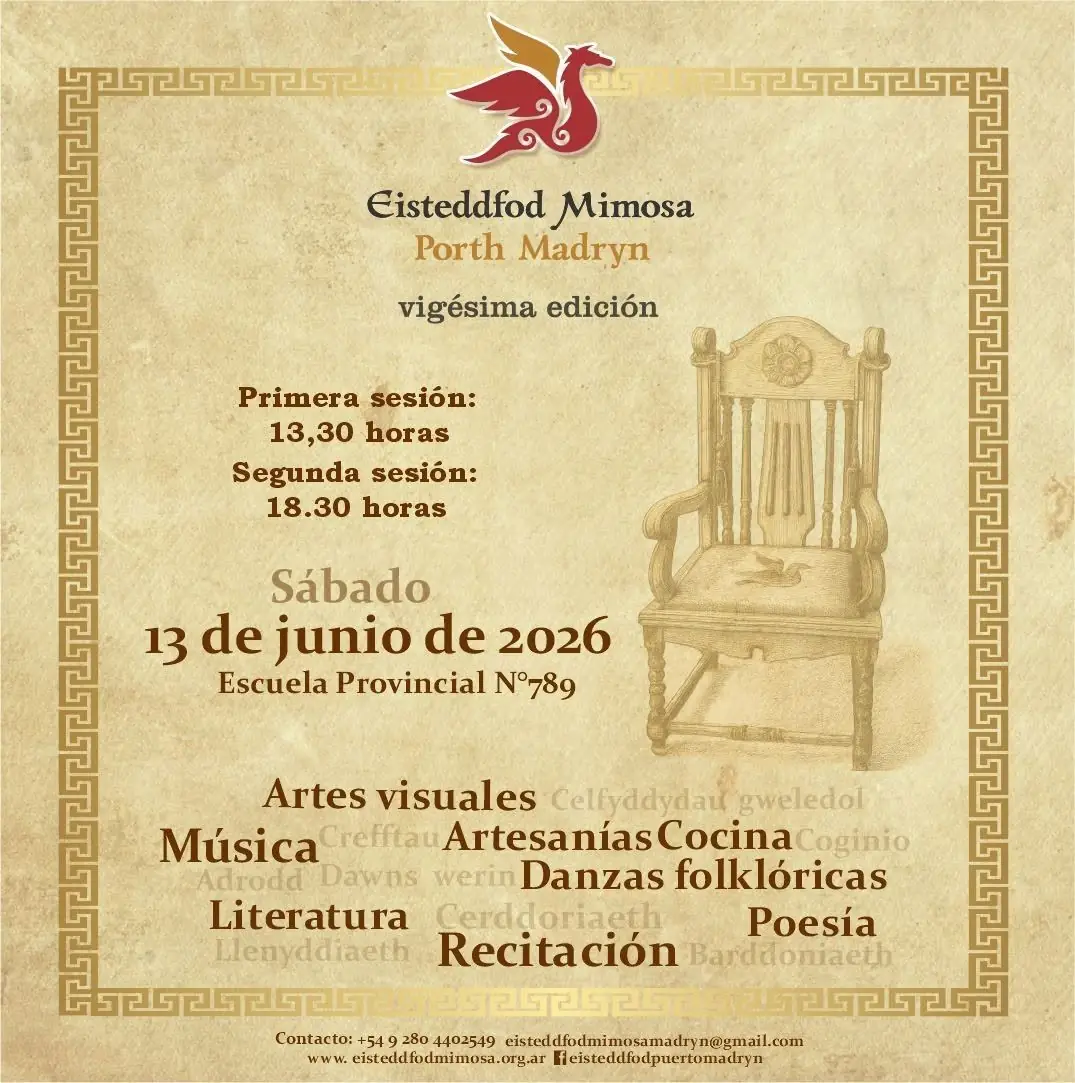 Eisteddfod Mimosa
Porth Madryn
vigésima edición
Primera sesión:
13,30 horas
Segunda sesión:
18.30 horas
Sábado
13 de junio de 2026
Escuela Provincial N°789
Artes visuales Celfyddydau gweledol
Música Crefftau Artesanías Cocina Coginio
Adrodd Dawns werin Danzas folklóricas
Literatura Cerddoriaeth Poesía
Llenyddiaeth Recitación Barddoniaeth
Contacto: +54 9 280 4402549 eisteddfodmimosamadryn@gmail.com
www. eisteddfodmimosa.org.ar f eisteddfodpuertomadryn